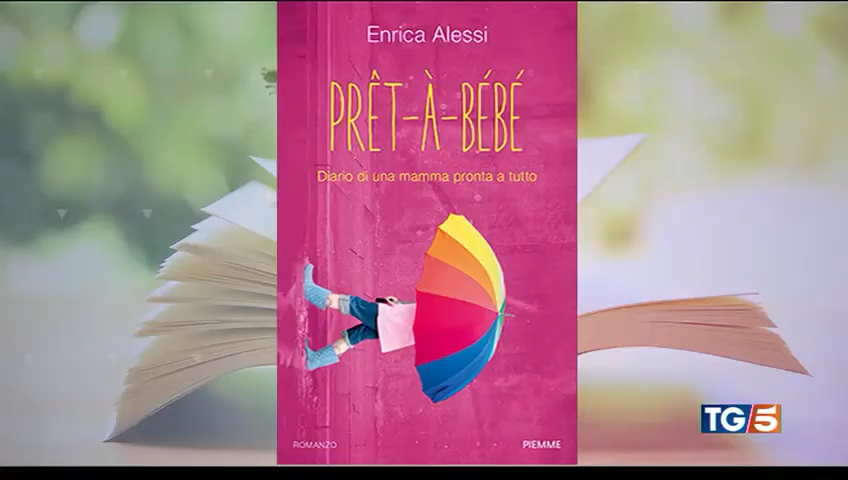 Enrica Alessi
PRÊT-À-BÉBÉ
Diario di una mamma pronta a tutto
ROMANZO
PIEMME
TG5